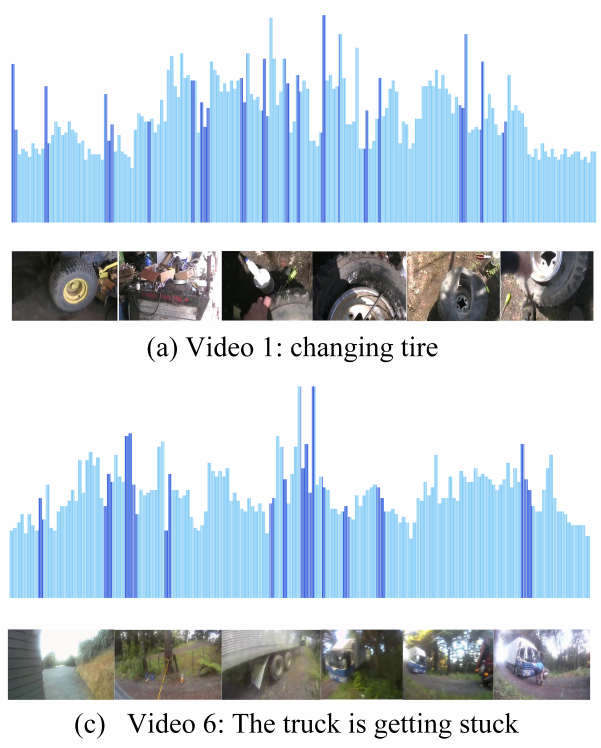 (a) Video 1: changing tire
(c) Video 6: The truck is getting stuck